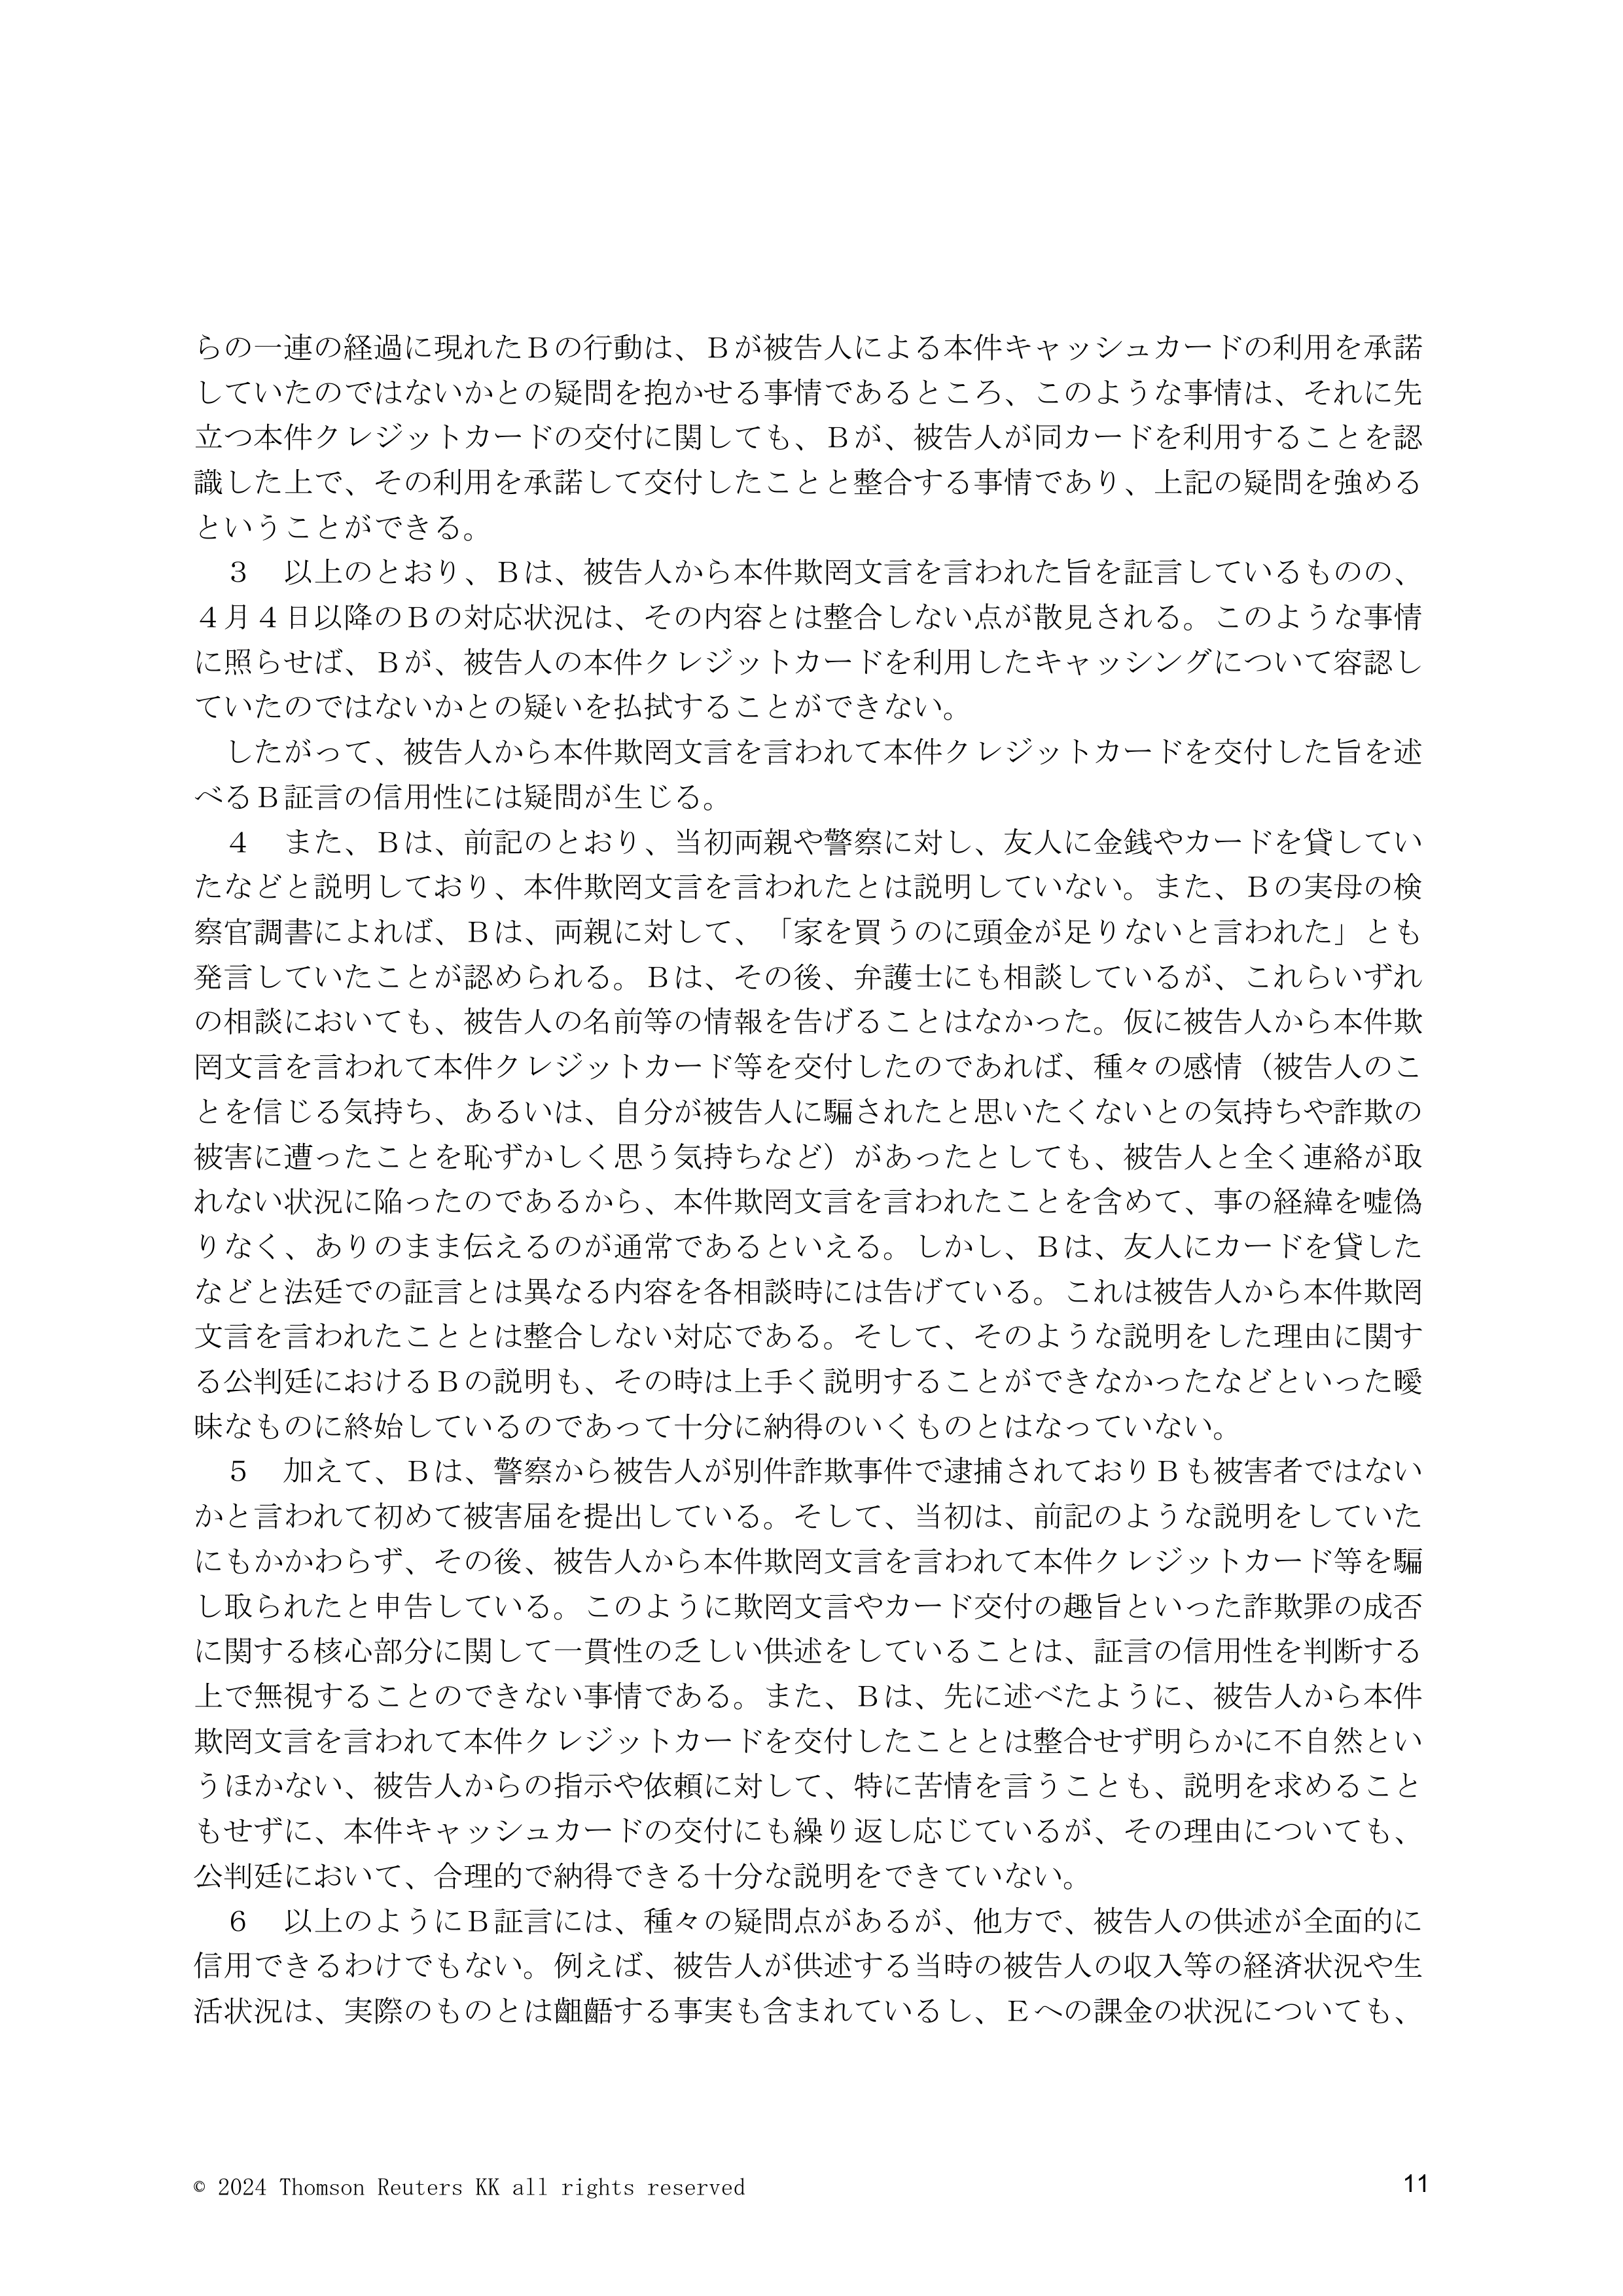 らの一連の経過に現れたＢの行動は、Ｂが被告人による本件キャッシュカードの利用を承諾
していたのではないかとの疑問を抱かせる事情であるところ、このような事情は、それに先
立つ本件クレジットカードの交付に関しても、Ｂが、被告人が同カードを利用することを認
識した上で、その利用を承諾して交付したことと整合する事情であり、上記の疑問を強める
ということができる。
　３　以上のとおり、Ｂは、被告人から本件欺罔文言を言われた旨を証言しているものの、
４月４日以降のＢの対応状況は、その内容とは整合しない点が散見される。このような事情
に照らせば、Ｂが、被告人の本件クレジットカードを利用したキャッシングについて容認し
ていたのではないかとの疑いを払拭することができない。
　したがって、被告人から本件欺罔文言を言われて本件クレジットカードを交付した旨を述
べるＢ証言の信用性には疑問が生じる。
　４　また、Ｂは、前記のとおり、当初両親や警察に対し、友人に金銭やカードを貸してい
たなどと説明しており、本件欺罔文言を言われたとは説明していない。また、Ｂの実母の検
察官調書によれば、Ｂは、両親に対して、「家を買うのに頭金が足りないと言われた」とも
発言していたことが認められる。Ｂは、その後、弁護士にも相談しているが、これらいずれ
の相談においても、被告人の名前等の情報を告げることはなかった。仮に被告人から本件欺
罔文言を言われて本件クレジットカード等を交付したのであれば、種々の感情（被告人のこ
とを信じる気持ち、あるいは、自分が被告人に騙されたと思いたくないとの気持ちや詐欺の
被害に遭ったことを恥ずかしく思う気持ちなど）があったとしても、被告人と全く連絡が取
れない状況に陥ったのであるから、本件欺罔文言を言われたことを含めて、事の経緯を嘘偽
りなく、ありのまま伝えるのが通常であるといえる。しかし、Ｂは、友人にカードを貸した
などと法廷での証言とは異なる内容を各相談時には告げている。これは被告人から本件欺罔
文言を言われたこととは整合しない対応である。そして、そのような説明をした理由に関す
る公判廷におけるＢの説明も、その時は上手く説明することができなかったなどといった曖
昧なものに終始しているのであって十分に納得のいくものとはなっていない。
　５　加えて、Ｂは、警察から被告人が別件詐欺事件で逮捕されておりＢも被害者ではない
かと言われて初めて被害届を提出している。そして、当初は、前記のような説明をしていた
にもかかわらず、その後、被告人から本件欺罔文言を言われて本件クレジットカード等を騙
し取られたと申告している。このように欺罔文言やカード交付の趣旨といった詐欺罪の成否
に関する核心部分に関して一貫性の乏しい供述をしていることは、証言の信用性を判断する
上で無視することのできない事情である。また、Ｂは、先に述べたように、被告人から本件
欺罔文言を言われて本件クレジットカードを交付したこととは整合せず明らかに不自然とい
うほかない、被告人からの指示や依頼に対して、特に苦情を言うことも、説明を求めること
もせずに、本件キャッシュカードの交付にも繰り返し応じているが、その理由についても、
公判廷において、合理的で納得できる十分な説明をできていない。
　６　以上のようにＢ証言には、種々の疑問点があるが、他方で、被告人の供述が全面的に
信用できるわけでもない。例えば、被告人が供述する当時の被告人の収入等の経済状況や生
活状況は、実際のものとは齟齬する事実も含まれているし、Ｅへの課金の状況についても、
© 2024 Thomson Reuters KK all rights reserved
11